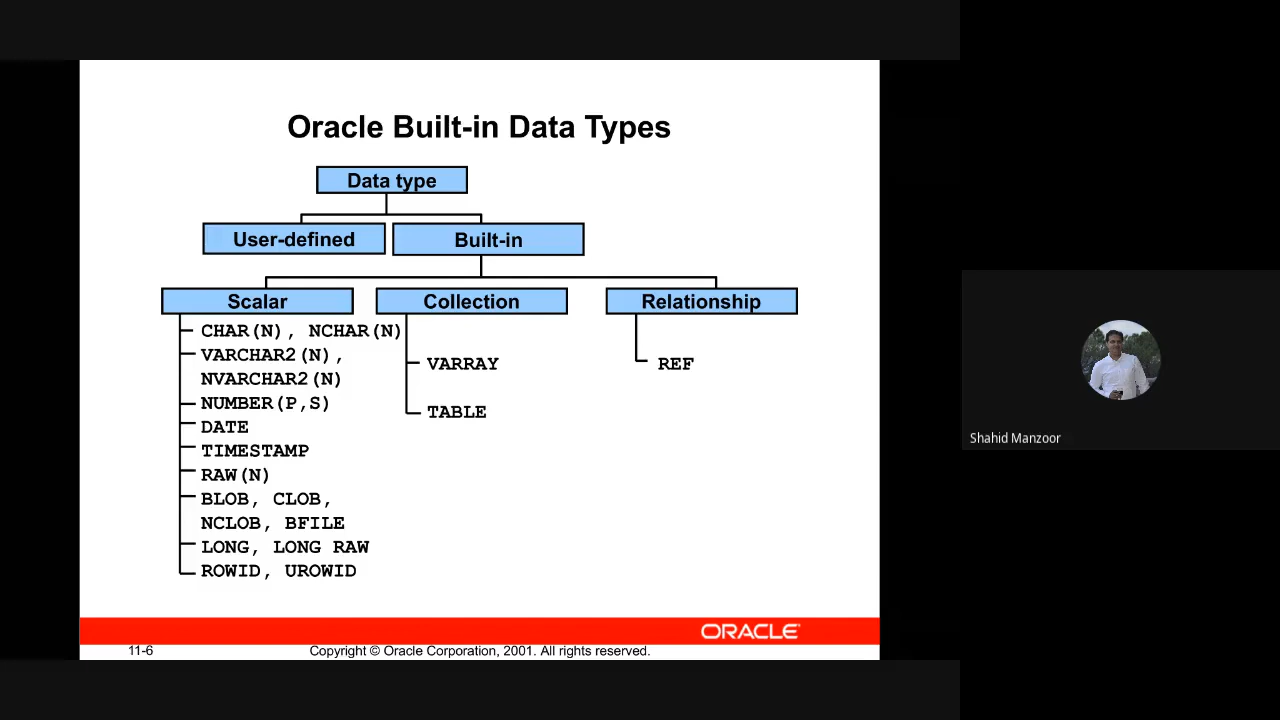 Oracle Built-in Data Types
Data type
User-defined
Built-in
Scalar
Collection
Relationship
CHAR(N), NCHAR(N)
VARCHAR2(N),
NVARCHAR2(N)
NUMBER(P,S)
DATE
TIMESTAMP
RAW(N)
BLOB, CLOB,
NCLOB, BFILE
LONG, LONG RAW
ROWID, UROWID
VARRAY
TABLE
REF
ORACLE
11-6
Copyright © Oracle Corporation, 2001. All rights reserved.
Shahid Manzoor